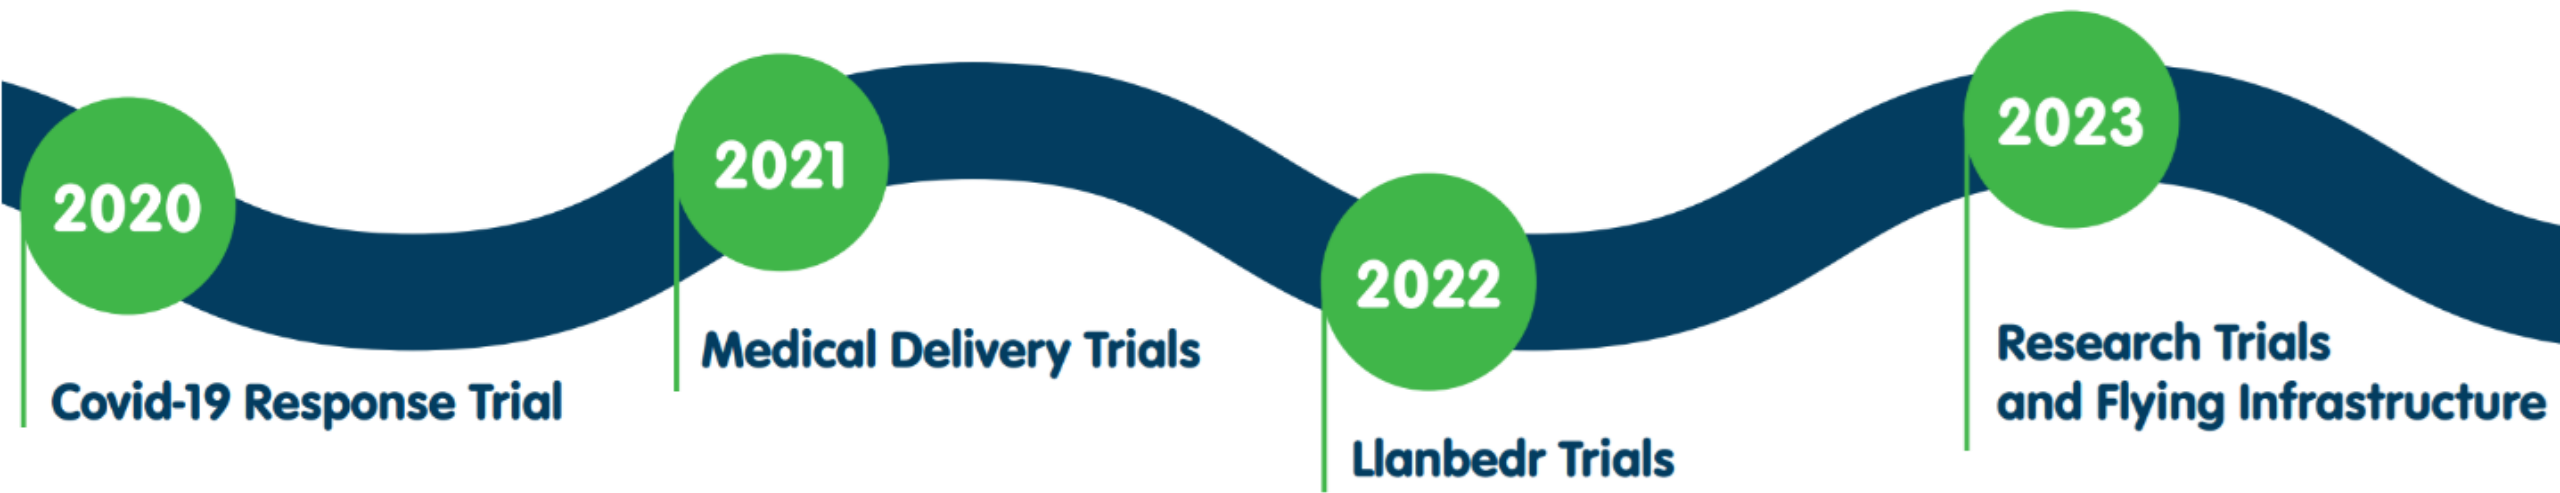 2020
Covid-19 Response Trial
2021
Medical Delivery Trials
2022
Llanbedr Trials
2023
Research Trials
and Flying Infrastructure